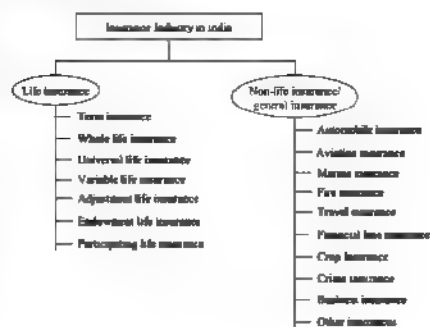 Insurance Industry in india
Life insurance
Term insurance
Whole life insurance
Universal life insurance
Variable life insurance
Adjustment life insurance
Endowment life insurance
Participating life insurance
Non-life insurance/
general insurance
Automobile insurance
Aviation insurance
Marine insurance
Fire insurance
Travel insurance
Financial loss insurance
Crop insurance
Crime insurance
Business insurance
Other insurances